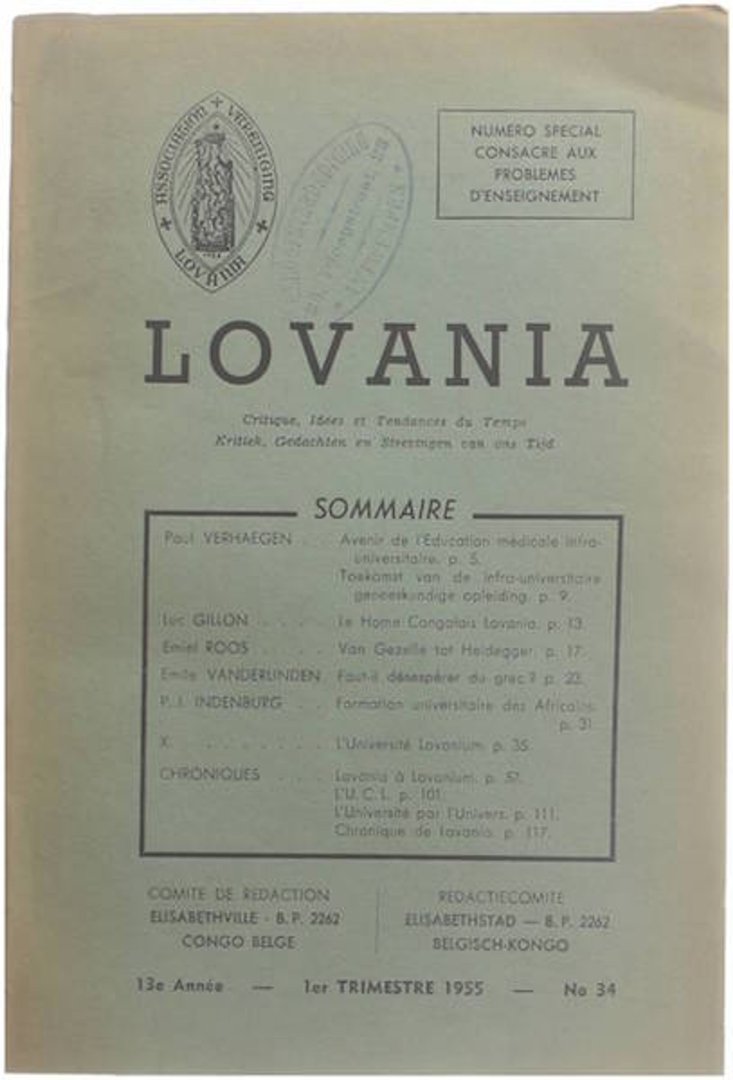 ASSOCIATION + VERENIGING
LOVANIA
NUMERO SPECIAL
CONSACRE AUX
PROBLEMES
D'ENSEIGNEMENT
LOVANIA
Critique, Idées et Tendances du Temps
Kritiek, Gedachten en Strevingen van ons Tijd
SOMMAIRE
Paul VERHAEGEN . . Avenir de l'Education médicale infra-
universitaire. p. 5.
Toekomst van de infra-universitaire
geneeskundige opleiding. p. 9.
Luc GILLON . . . . Le Home Congolais Lovania. p. 13.
Emiel ROOS . . . . Van Gezelle tot Heidegger. p. 17.
Emile VANDERLINDEN. Faut-il désespérer du grec ? p. 23.
P. J. INDENBURG . . Formation universitaire des Africains.
p. 31.
X. . . . . . . . . L'Université Lovanium. p. 35.
CHRONIQUES . . . Lovania à Lovanium. p. 51.
L'U. C. L. p. 101.
L'Université par l'Univers. p. 111.
Chronique de Lovania. p. 117.
COMITE DE REDACTION
ELISABETHVILLE - B. P. 2262
CONGO BELGE
REDACTIECOMITE
ELISABETHSTAD — B. P. 2262
BELGISCH-KONGO
13e Année — 1er TRIMESTRE 1955 — No 34